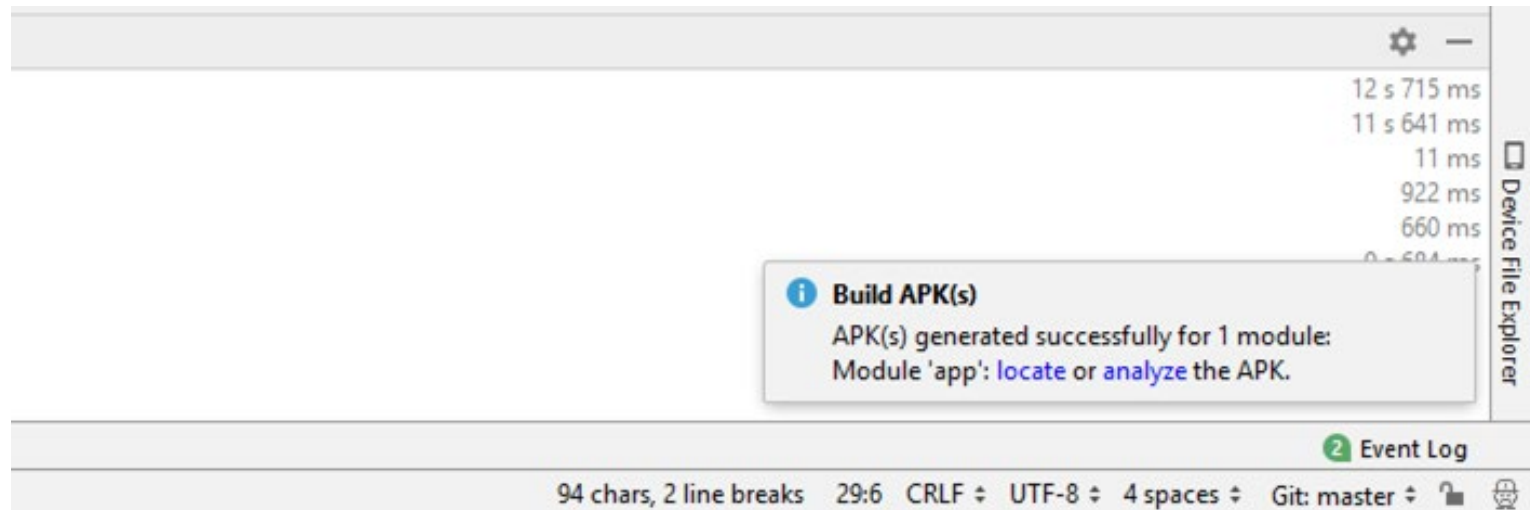 12 s 715 ms
11 s 641 ms
11 ms
922 ms
660 ms
Device File Explorer
Build APK(s)
APK(s) generated successfully for 1 module:
Module 'app': locate or analyze the APK.
2 Event Log
94 chars, 2 line breaks 29:6 CRLF UTF-8 4 spaces Git: master